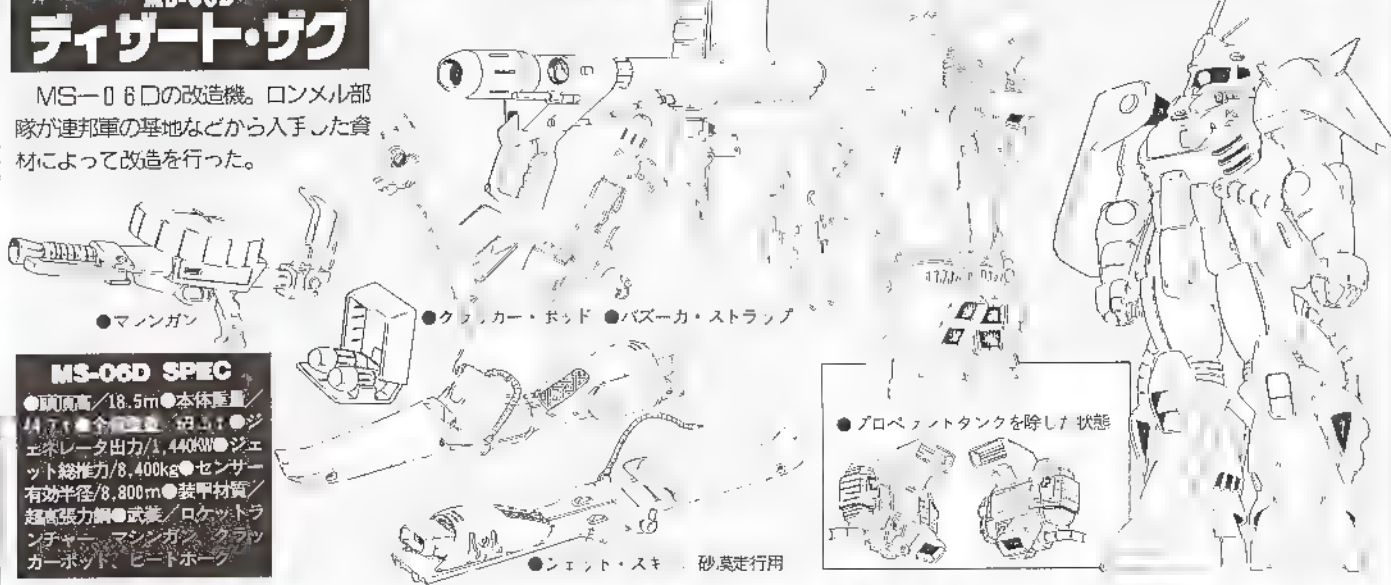 MS-06D
ディザート・ザク
MS-06Dの改造機。ロンメル部
隊が連邦軍の基地などから入手した資
材によって改造を行った。
●マシンガン
●クラッカー・ポッド ●バズーカ・ストラップ
MS-06D SPEC
●頭頂高/18.5m●本体重量/
●ジ
ェネレータ出力/1,440KW●ジェ
ット総推力/8,400kg●センサー
有効半径/8,800m●装甲材質/
超高張力鋼●武装/ロケットラ
ンチャー、マシンガン、クラッ
カーポット、ヒートホーク
●プロペラントタンクを除した状態
●ジェット・スキー 砂漠走行用